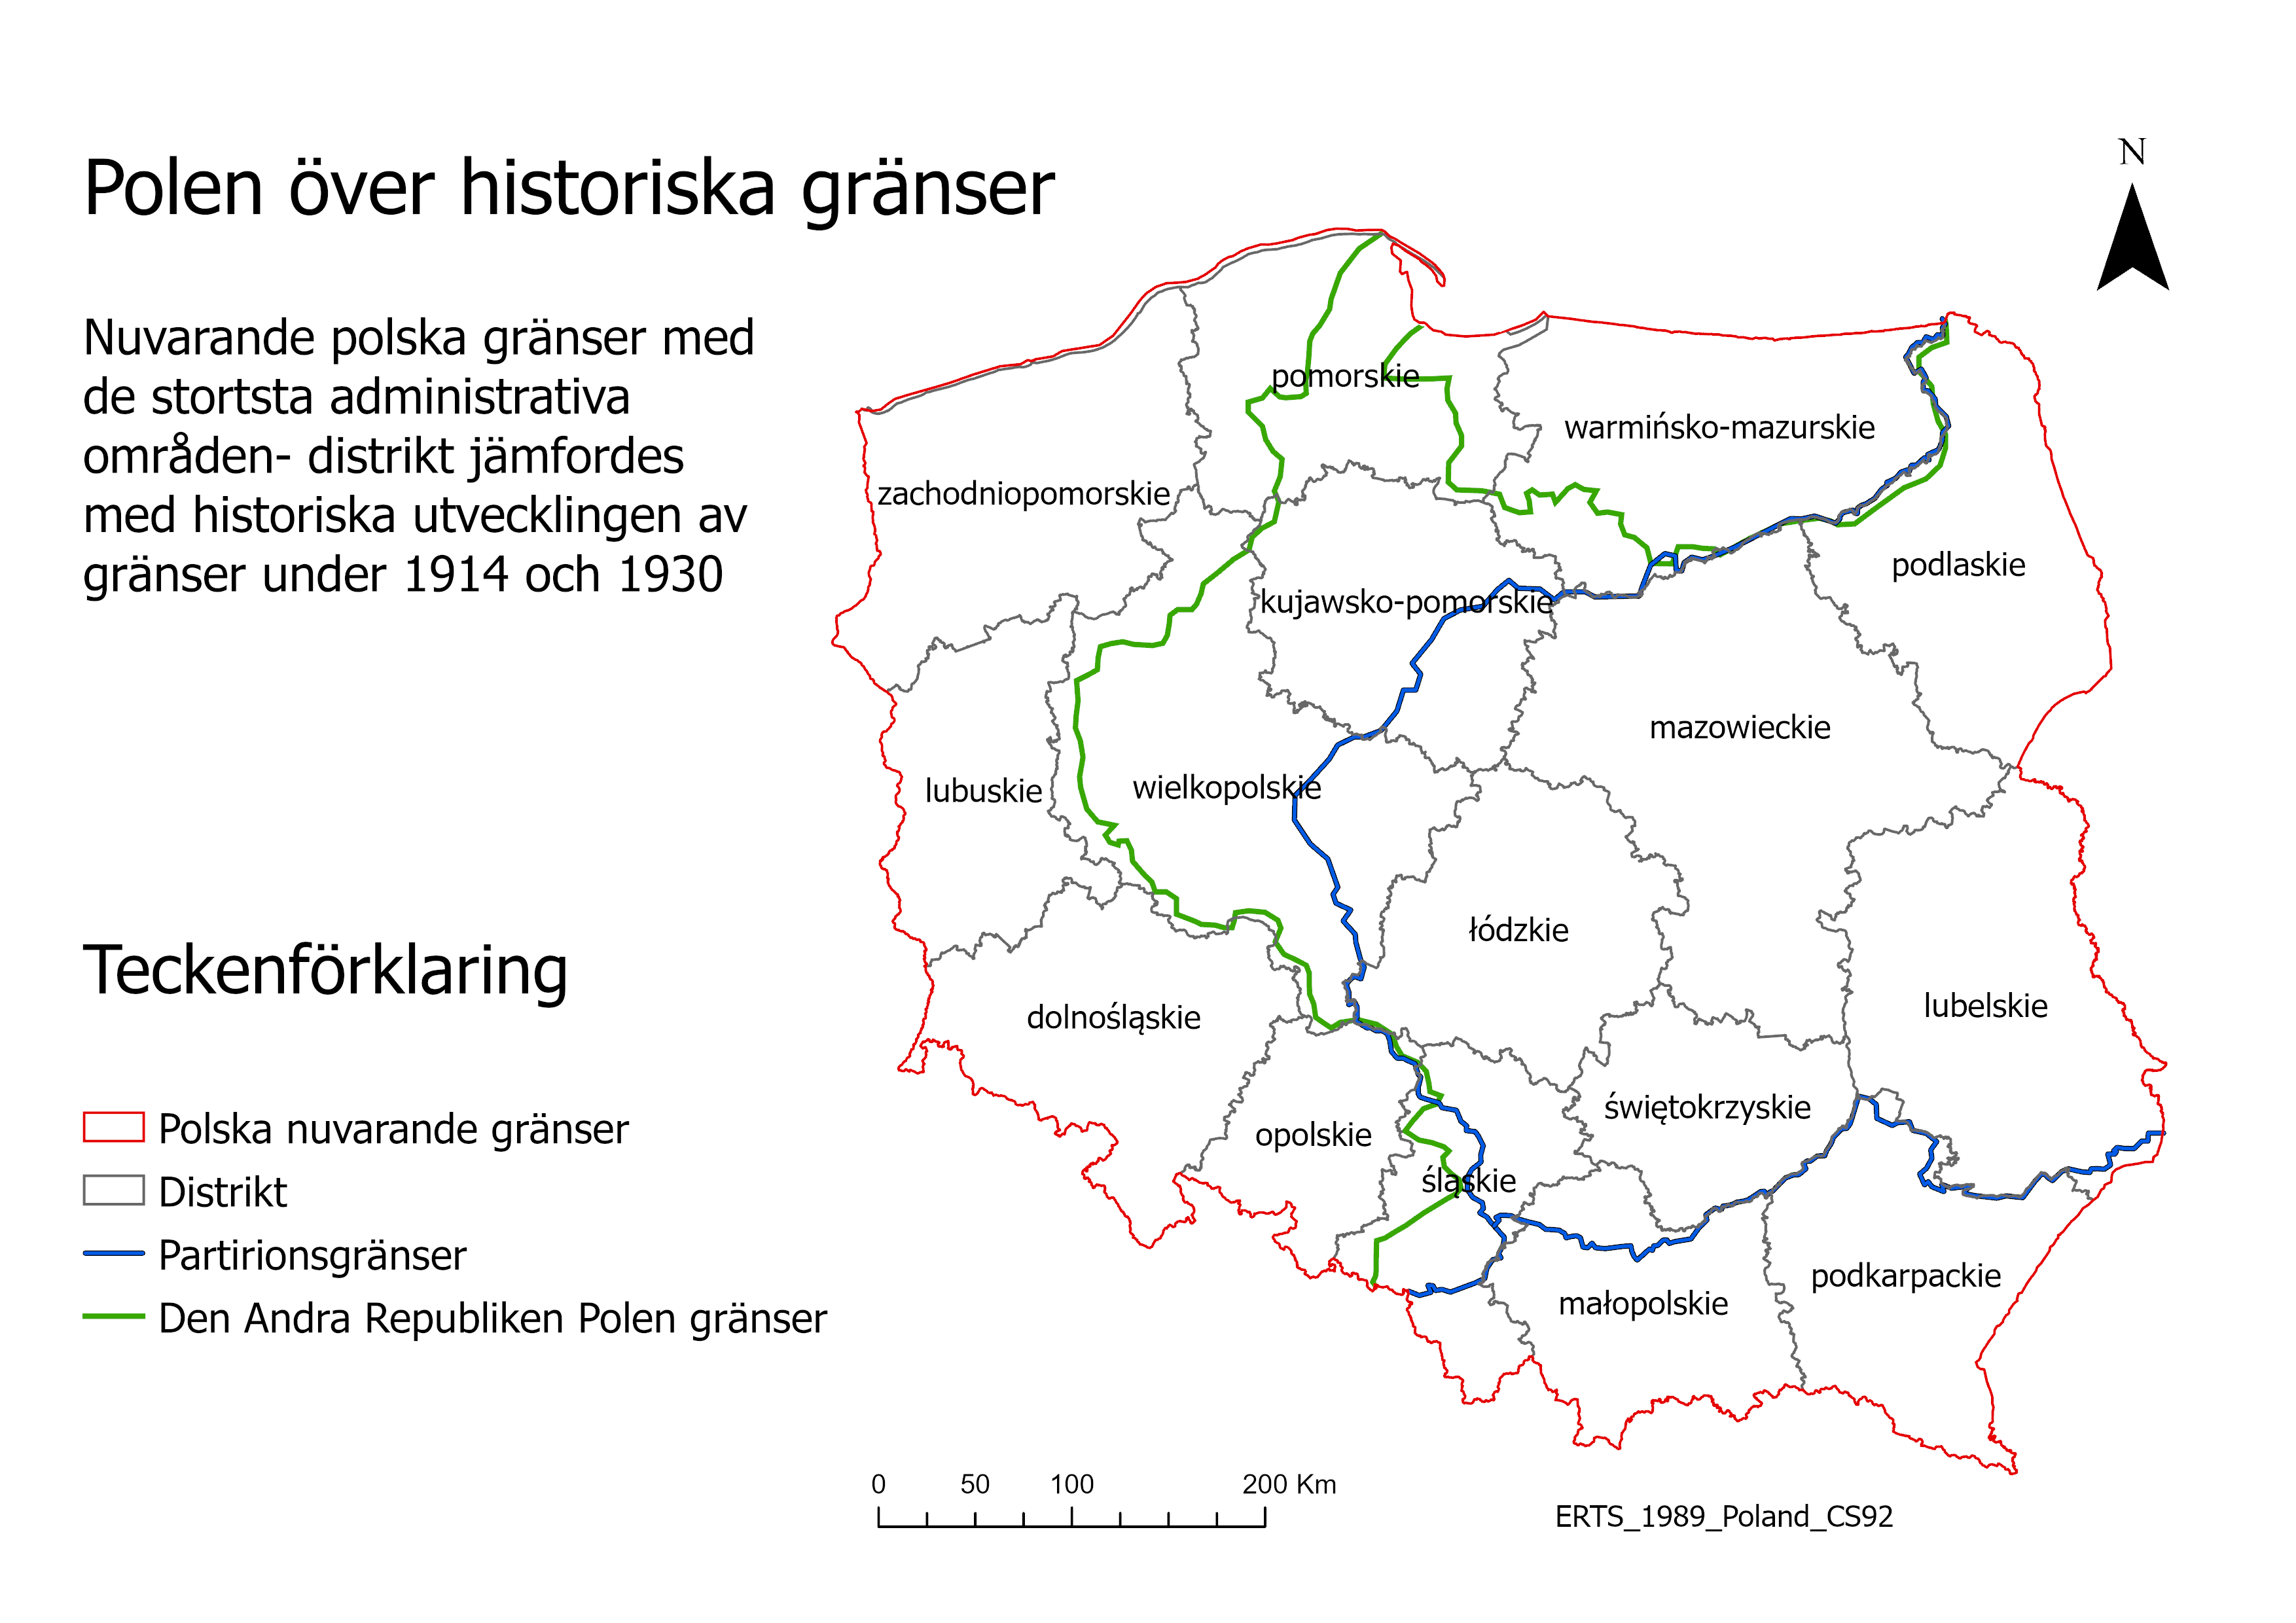 Polen över historiska gränser
N
Nuvarande polska gränser med
de stortsta administrativa
områden- distrikt jämfordes
med historiska utvecklingen av
gränser under 1914 och 1930
pomorskie
warmińsko-mazurskie
zachodniopomorskie
podlaskie
kujawsko-pomorskie
mazowieckie
lubuskie
wielkopolskie
łódzkie
lubelskie
dolnośląskie
świętokrzyskie
opolskie
śląskie
podkarpackie
małopolskie
Teckenförklaring
Polska nuvarande gränser
Distrikt
Partirionsgränser
Den Andra Republiken Polen gränser
0 50 100 200 Km
ERTS_1989_Poland_CS92